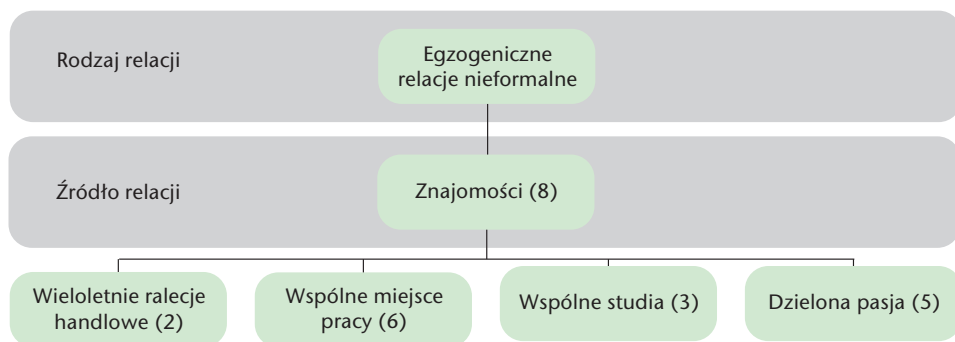 Rodzaj relacji
Egzogeniczne
relacje nieformalne
Źródło relacji
Znajomości (8)
Wieloletnie ralecje
handlowe (2)
Wspólne miejsce
pracy (6)
Wspólne studia (3)
Dzielona pasja (5)